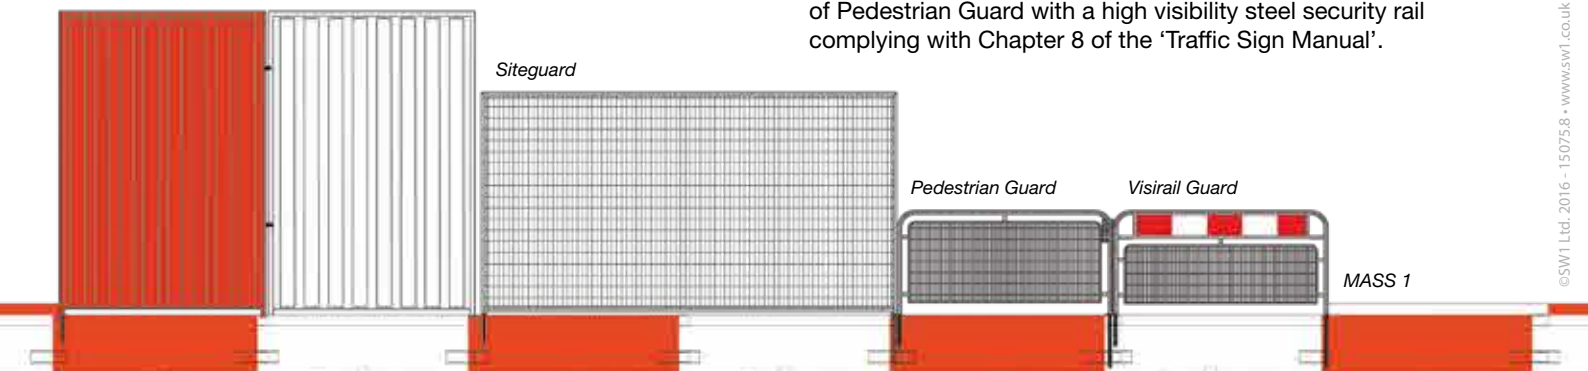 of Pedestrian Guard with a high visibility steel security rail
complying with Chapter 8 of the ‘Traffic Sign Manual’.
Siteguard
Pedestrian Guard
Visirail Guard
MASS 1
©SW1 Ltd. 2016 - 15075.8 • www.sw1.co.uk